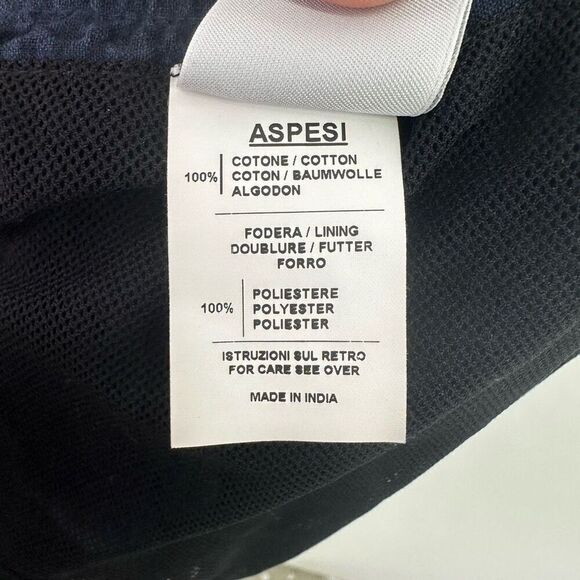 ASPESI
COTONE / COTTON
100% COTON / BAUMWOLLE
ALGODON
FODERA / LINING
DOUBLURE / FUTTER
FORRO
POLIESTERE
100% POLYESTER
POLIESTER
ISTRUZIONI SUL RETRO
FOR CARE SEE OVER
MADE IN INDIA